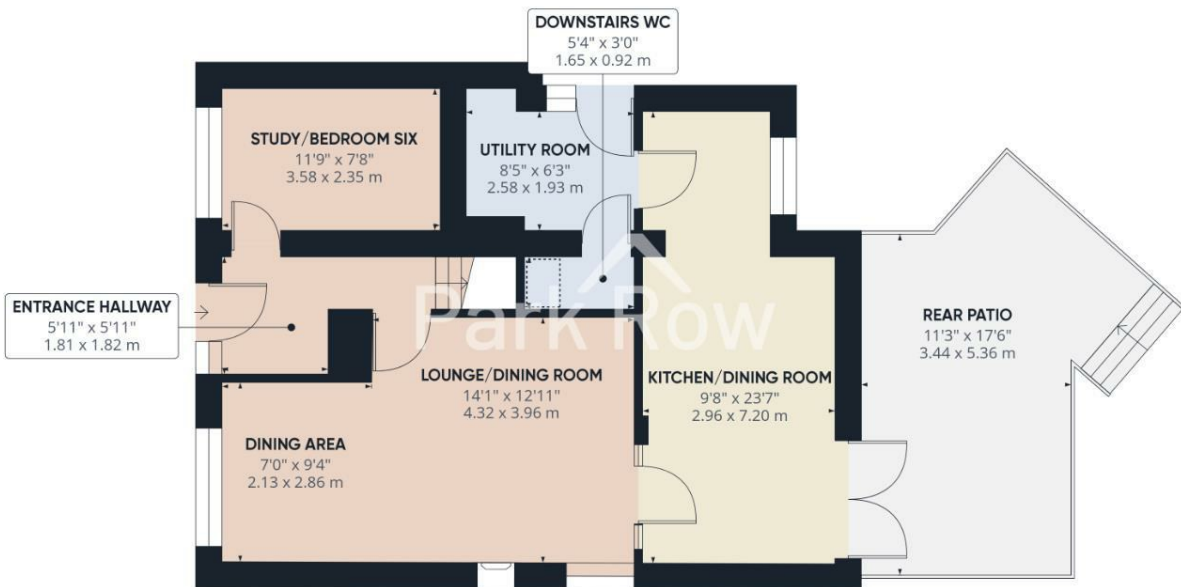 DOWNSTAIRS WC
5'4" x 3'0"
1.65 x 0.92 m
STUDY/BEDROOM SIX
11'9" x 7'8"
3.58 x 2.35 m
UTILITY ROOM
8'5" x 6'3"
2.58 x 1.93 m
ENTRANCE HALLWAY
5'11" x 5'11"
1.81 x 1.82 m
Park Row
REAR PATIO
11'3" x 17'6"
3.44 x 5.36 m
LOUNGE/DINING ROOM
14'1" x 12'11"
4.32 x 3.96 m
KITCHEN/DINING ROOM
9'8" x 23'7"
2.96 x 7.20 m
DINING AREA
7'0" x 9'4"
2.13 x 2.86 m